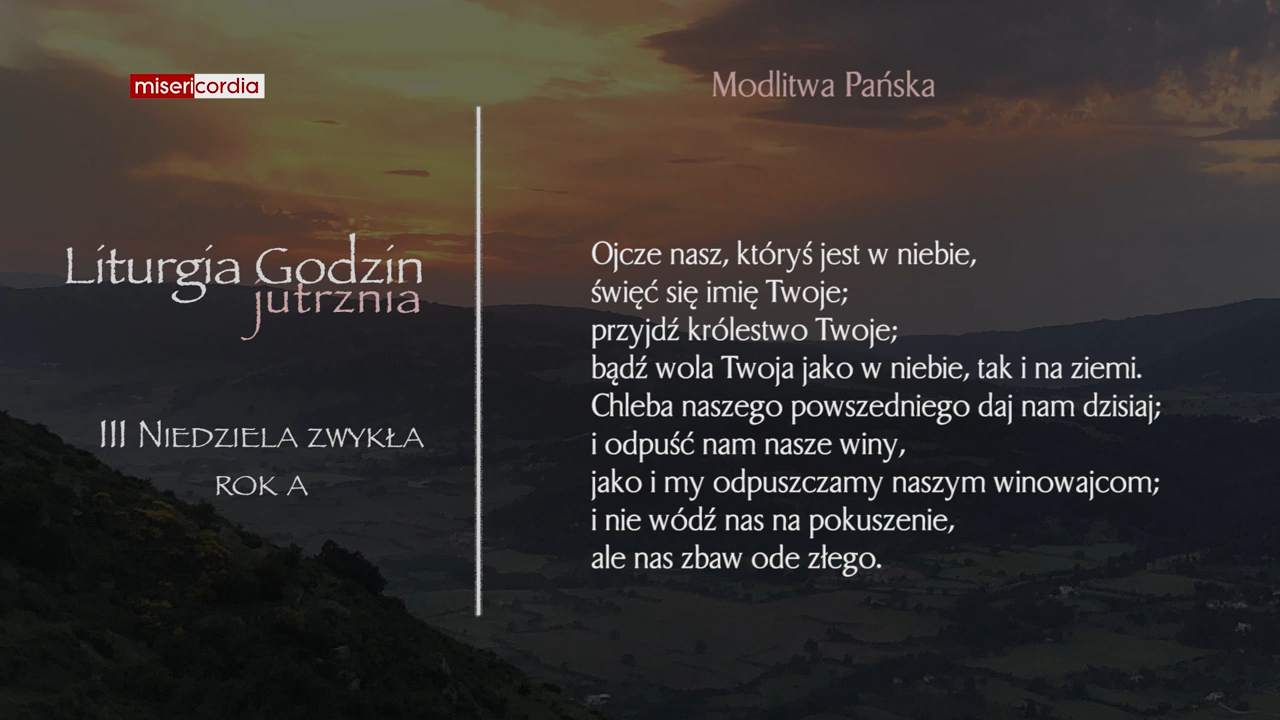 misericordia
Liturgia Godzin
jutrznia
III Niedziela zwykła
rok A
Modlitwa Pańska
Ojcze nasz, któryś jest w niebie,
święć się imię Twoje;
przyjdź królestwo Twoje;
bądź wola Twoja jako w niebie, tak i na ziemi.
Chleba naszego powszedniego daj nam dzisiaj;
i odpuść nam nasze winy,
jako i my odpuszczamy naszym winowajcom;
i nie wódź nas na pokuszenie,
ale nas zbaw ode złego.